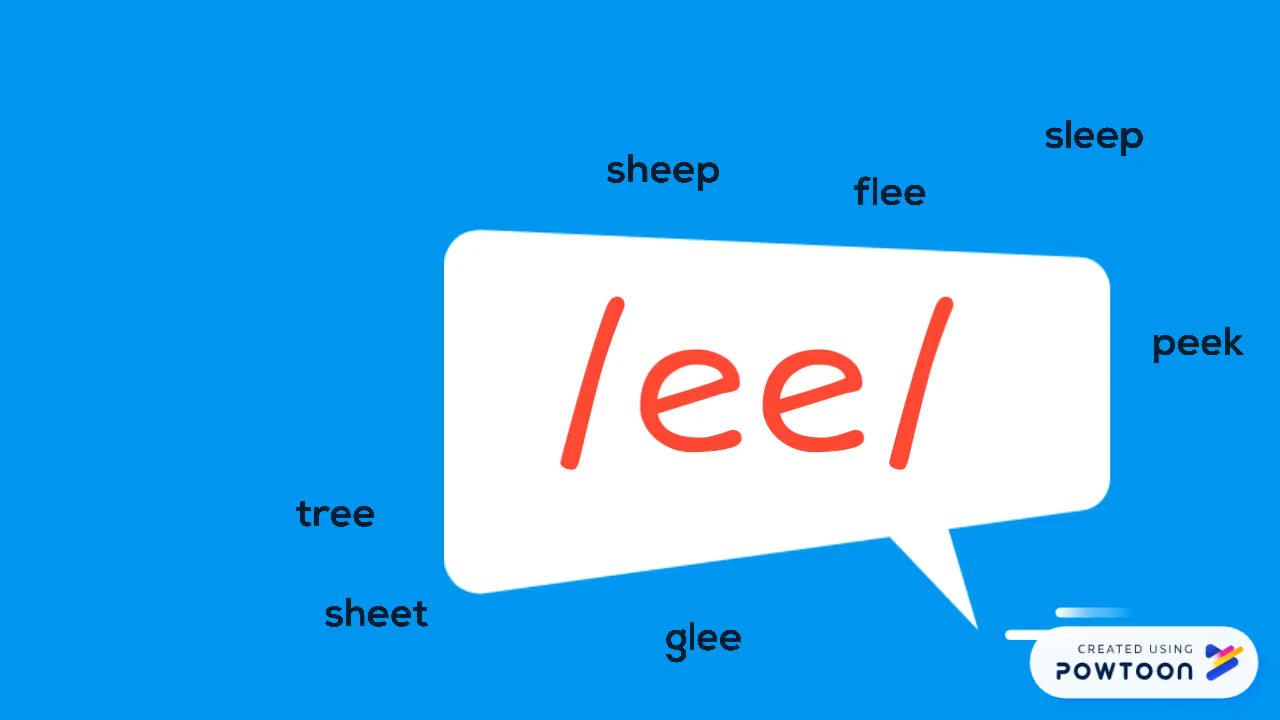 sleep
sheep
flee
/ee/
peek
tree
sheet
glee
CREATED USING
POWTOON